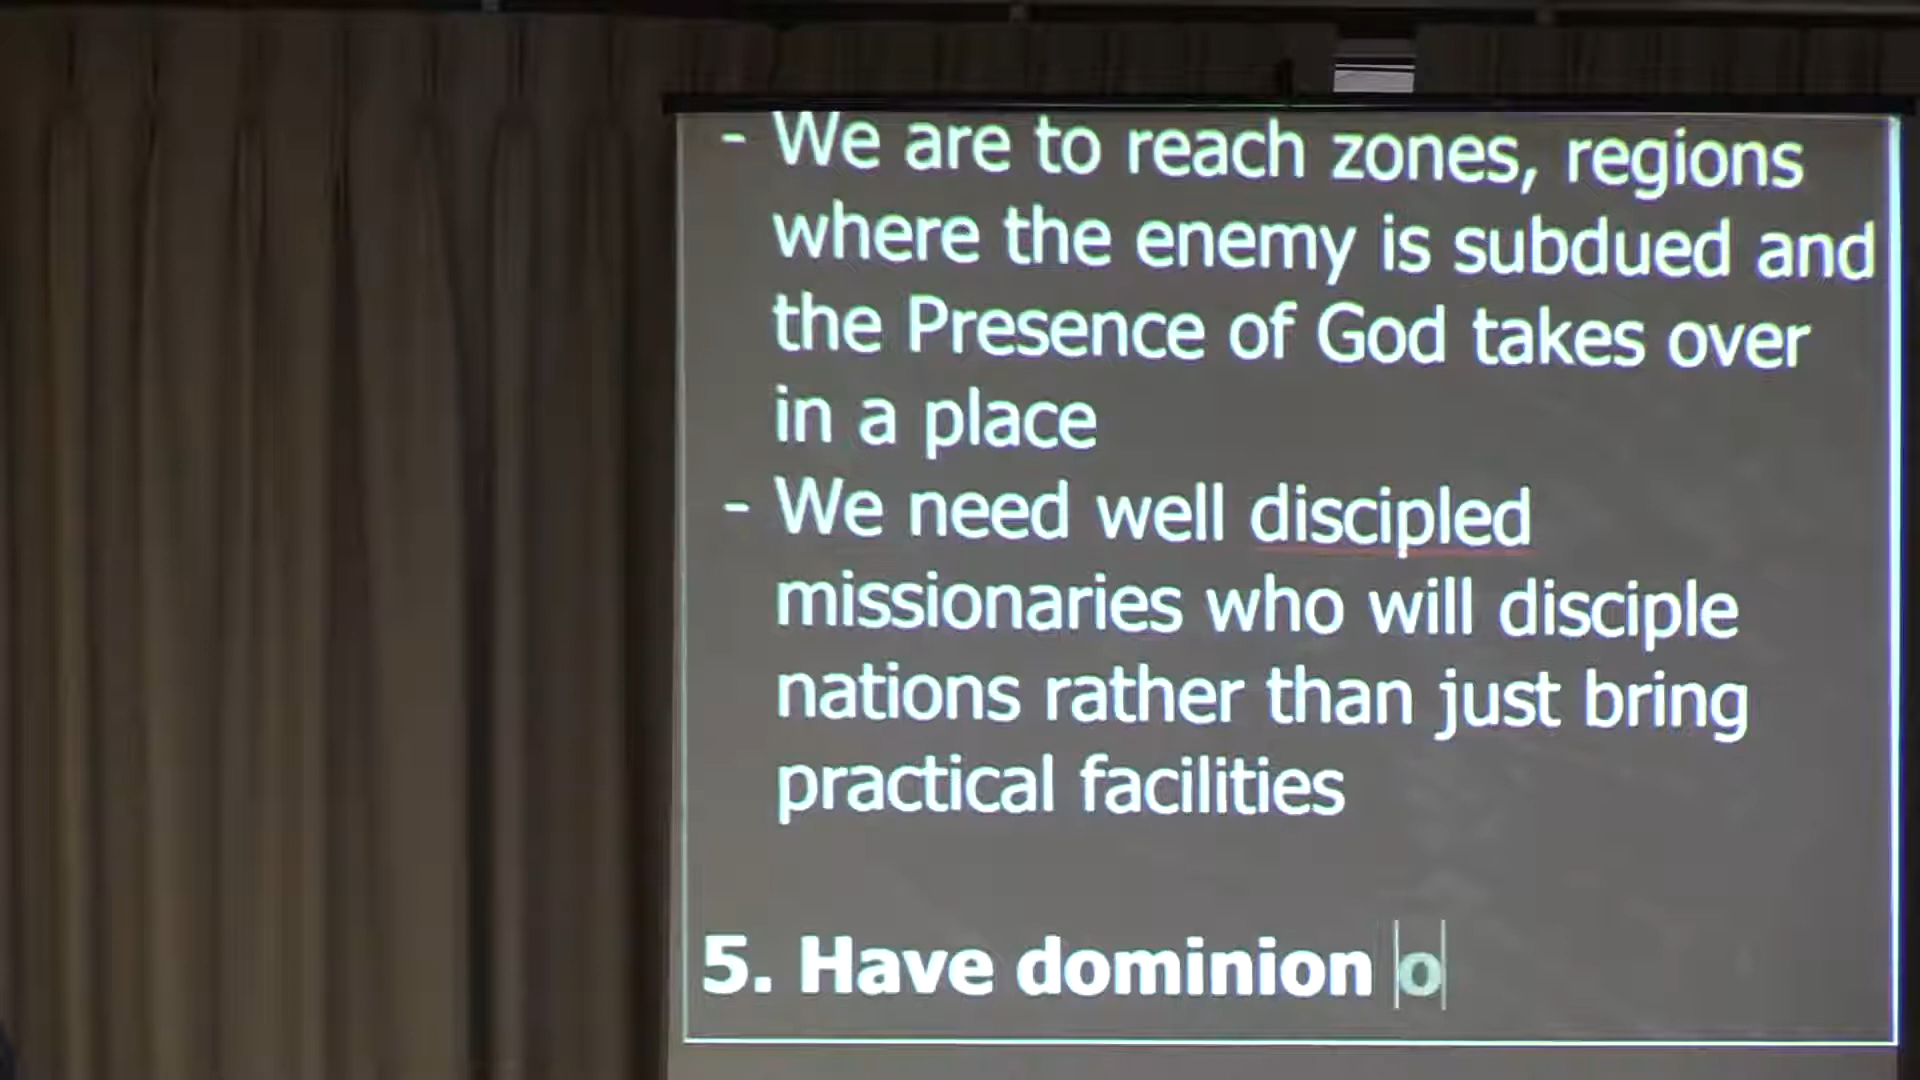 - We are to reach zones, regions
where the enemy is subdued and
the Presence of God takes over
in a place
- We need well discipled
missionaries who will disciple
nations rather than just bring
practical facilities
5. Have dominion o